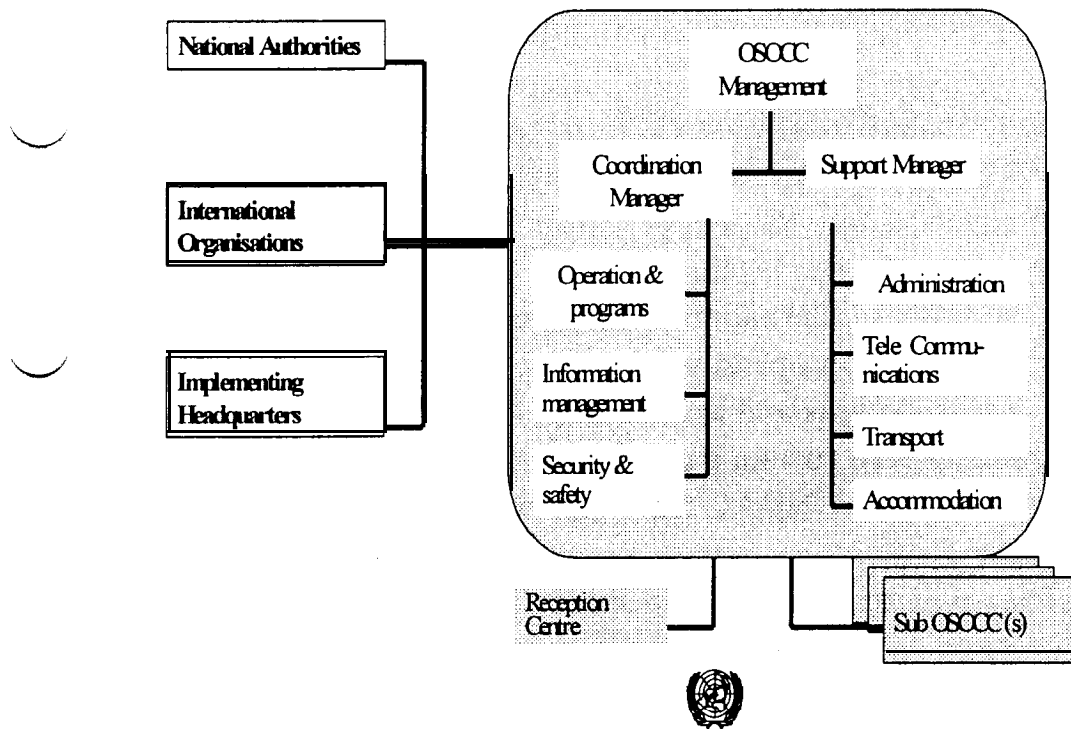 National Authorities
International
Organisations
Implementing
Headquarters
OSOCC
Management
Coordination
Manager
Support Manager
Operation &
programs
Information
management
Security &
safety
Administration
Tele Commu-
nications
Transport
Accommodation
Reception
Centre
Sub OSOCC (s)